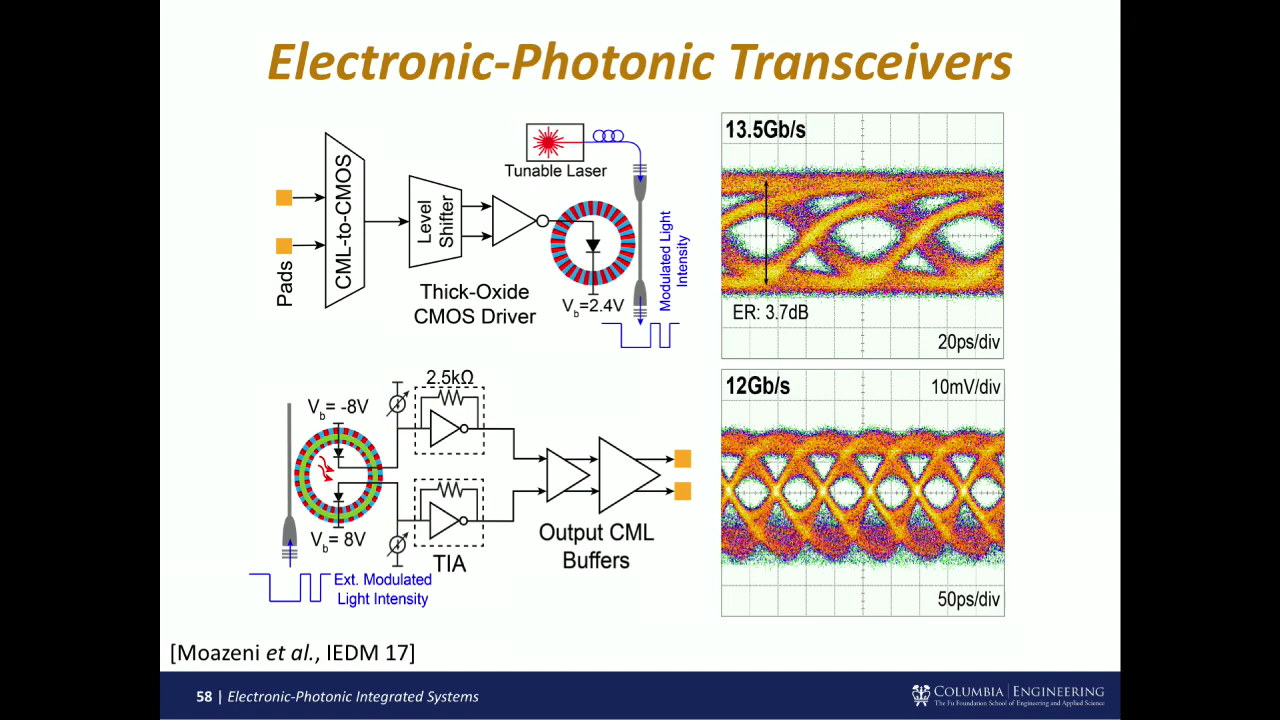 Electronic-Photonic Transceivers
Pads
CML-to-CMOS
Level
Shifter
Thick-Oxide
CMOS Driver
Tunable Laser
Vb=2.4V
Modulated Light
Intensity
13.5Gb/s
ER: 3.7dB
20ps/div
Vb= -8V
Vb= 8V
2.5kΩ
TIA
Output CML
Buffers
Ext. Modulated
Light Intensity
12Gb/s
10mV/div
50ps/div
[Moazeni et al., IEDM 17]
58 | Electronic-Photonic Integrated Systems
COLUMBIA | ENGINEERING
The Fu Foundation School of Engineering and Applied Science